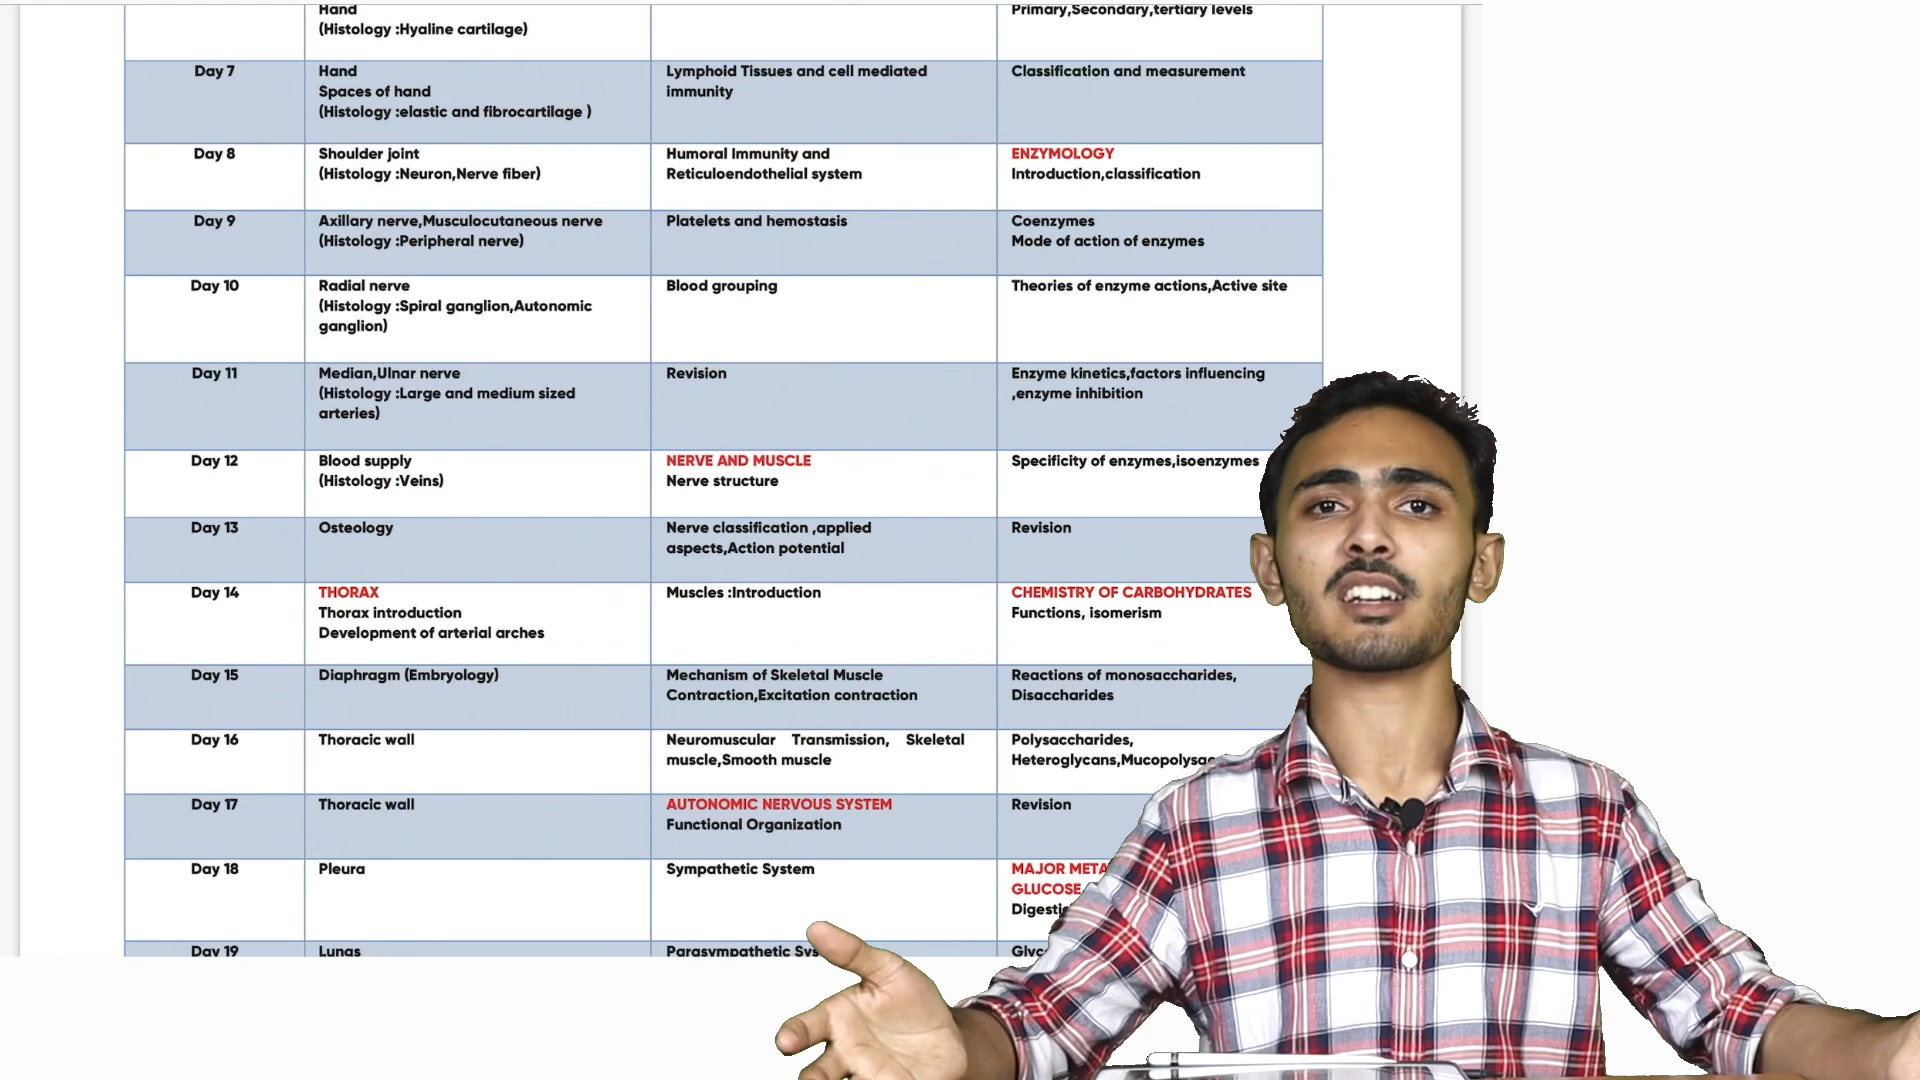 Hand
(Histology :Hyaline cartilage)
Primary,Secondary,tertiary levels
Day 7
Hand
Spaces of hand
(Histology :elastic and fibrocartilage )
Lymphoid Tissues and cell mediated
immunity
Classification and measurement
Day 8
Shoulder joint
(Histology :Neuron,Nerve fiber)
Humoral Immunity and
Reticuloendothelial system
ENZYMOLOGY
Introduction,classification
Day 9
Axillary nerve,Musculocutaneous nerve
(Histology :Peripheral nerve)
Platelets and hemostasis
Coenzymes
Mode of action of enzymes
Day 10
Radial nerve
(Histology :Spiral ganglion,Autonomic
ganglion)
Blood grouping
Theories of enzyme actions,Active site
Day 11
Median,Ulnar nerve
(Histology :Large and medium sized
arteries)
Revision
Enzyme kinetics,factors influencing
,enzyme inhibition
Day 12
Blood supply
(Histology :Veins)
NERVE AND MUSCLE
Nerve structure
Specificity of enzymes,isoenzymes
Day 13
Osteology
Nerve classification ,applied
aspects,Action potential
Revision
Day 14
THORAX
Thorax introduction
Development of arterial arches
Muscles :Introduction
CHEMISTRY OF CARBOHYDRATES
Functions, isomerism
Day 15
Diaphragm (Embryology)
Mechanism of Skeletal Muscle
Contraction,Excitation contraction
Reactions of monosaccharides,
Disaccharides
Day 16
Thoracic wall
Neuromuscular Transmission, Skeletal
muscle,Smooth muscle
Polysaccharides,
Heteroglycans,
Day 17
Thoracic wall
AUTONOMIC NERVOUS SYSTEM
Functional Organization
Revision
Day 18
Pleura
Sympathetic System
MAJOR
GLUCOSE
Day 19
Lungs
Parasympathetic